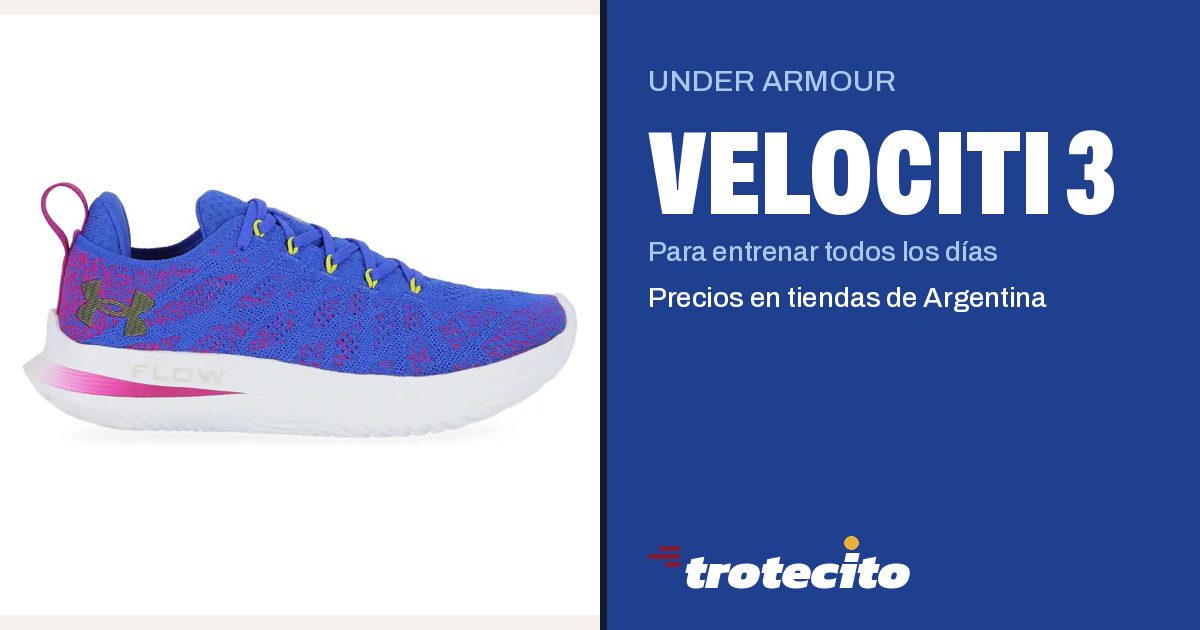 FLOW
UNDER ARMOUR
VELOCITI 3
Para entrenar todos los días
Precios en tiendas de Argentina
trotecito